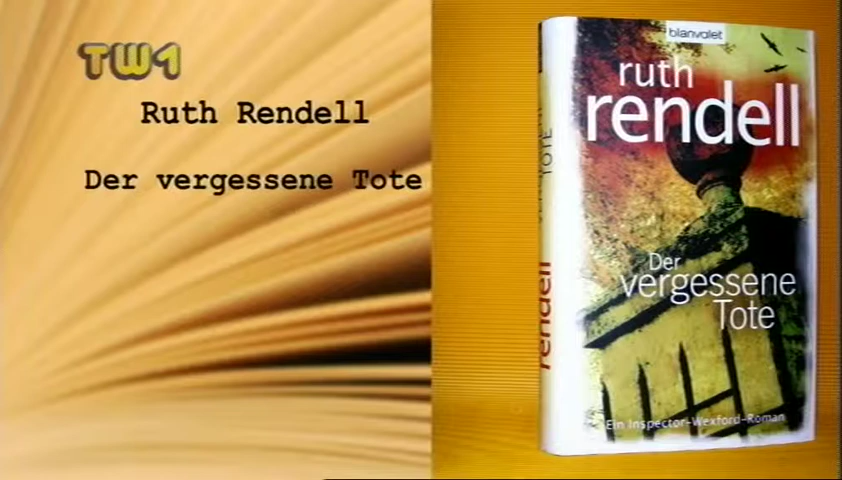 TW1
Ruth Rendell
Der vergessene Tote
blanvalet
ruth
rendell
Der
vergessene
Tote
Ein Inspector-Wexford-Roman
rendell
TOTE